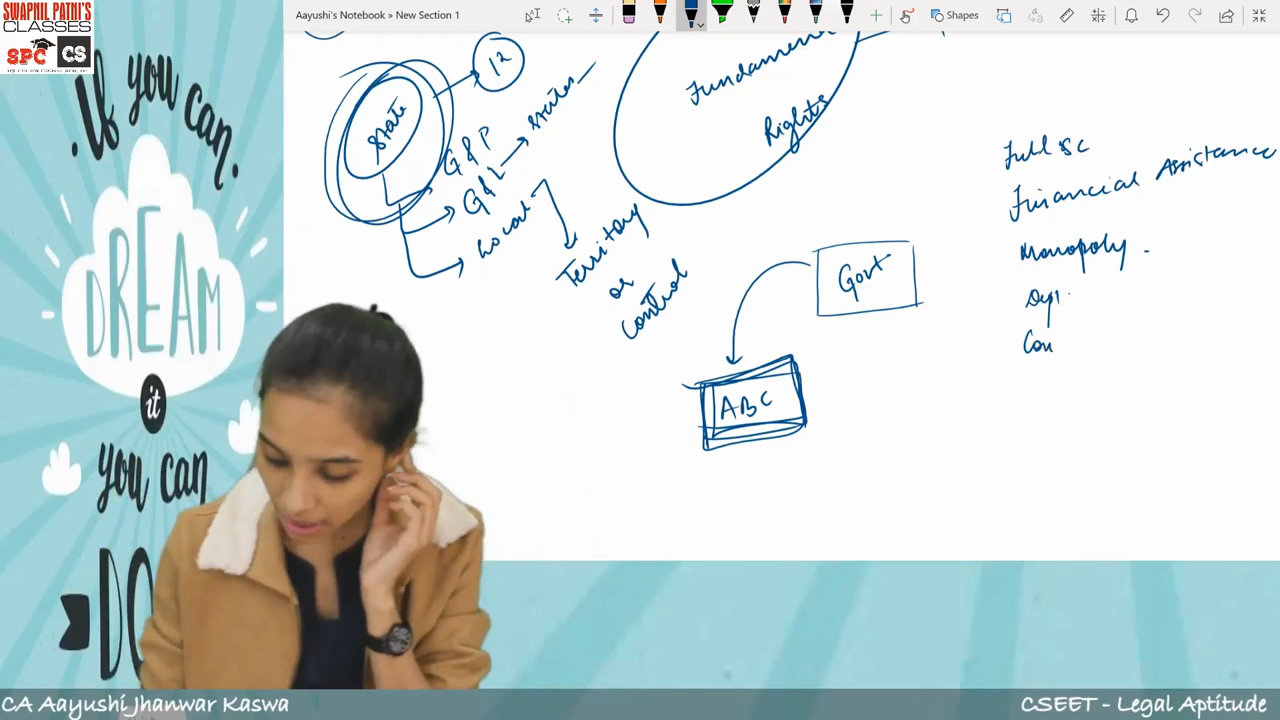 SWAPNIL PATNI'S
CLASSES
SPC CS
Aayushi's Notebook » New Section 1
Shapes
If you can
DREAM
it
you can
DO
State
12
G & P
G & L → States
Local
Territory
or
control
Fundamental
Rights
Govt
ABC
Full SC
Financial Assistance
Monopoly.
Dep.
Con
CA Aayushi Jhanwar Kaswa
CSEET - Legal Aptitude